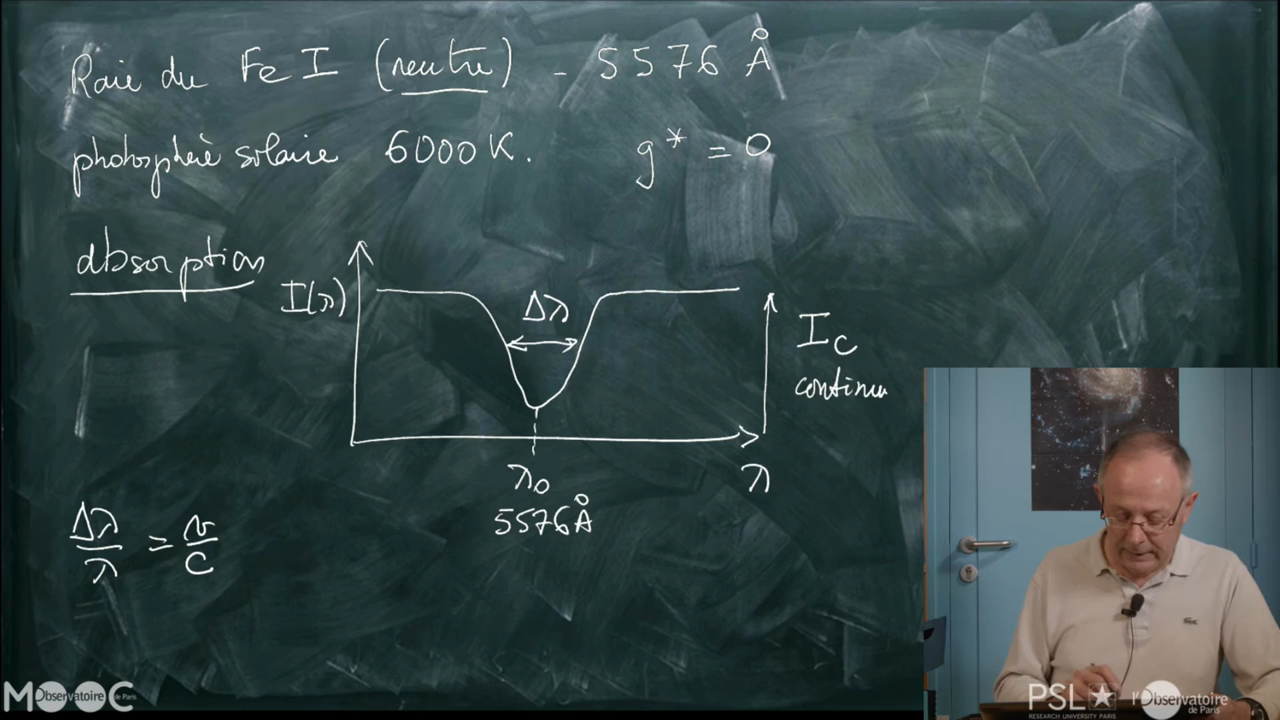 Raie du Fe I (neutre) - 5576 Å
photosphère solaire 6000 K. g* = 0
absorption
I(λ)
Δλ
I_C
continu
λ₀
λ
5576 Å
Δλ/λ = v/c
MOOC
Observatoire de Paris
PSL★
RESEARCH UNIVERSITY PARIS
l'Observatoire
de Paris